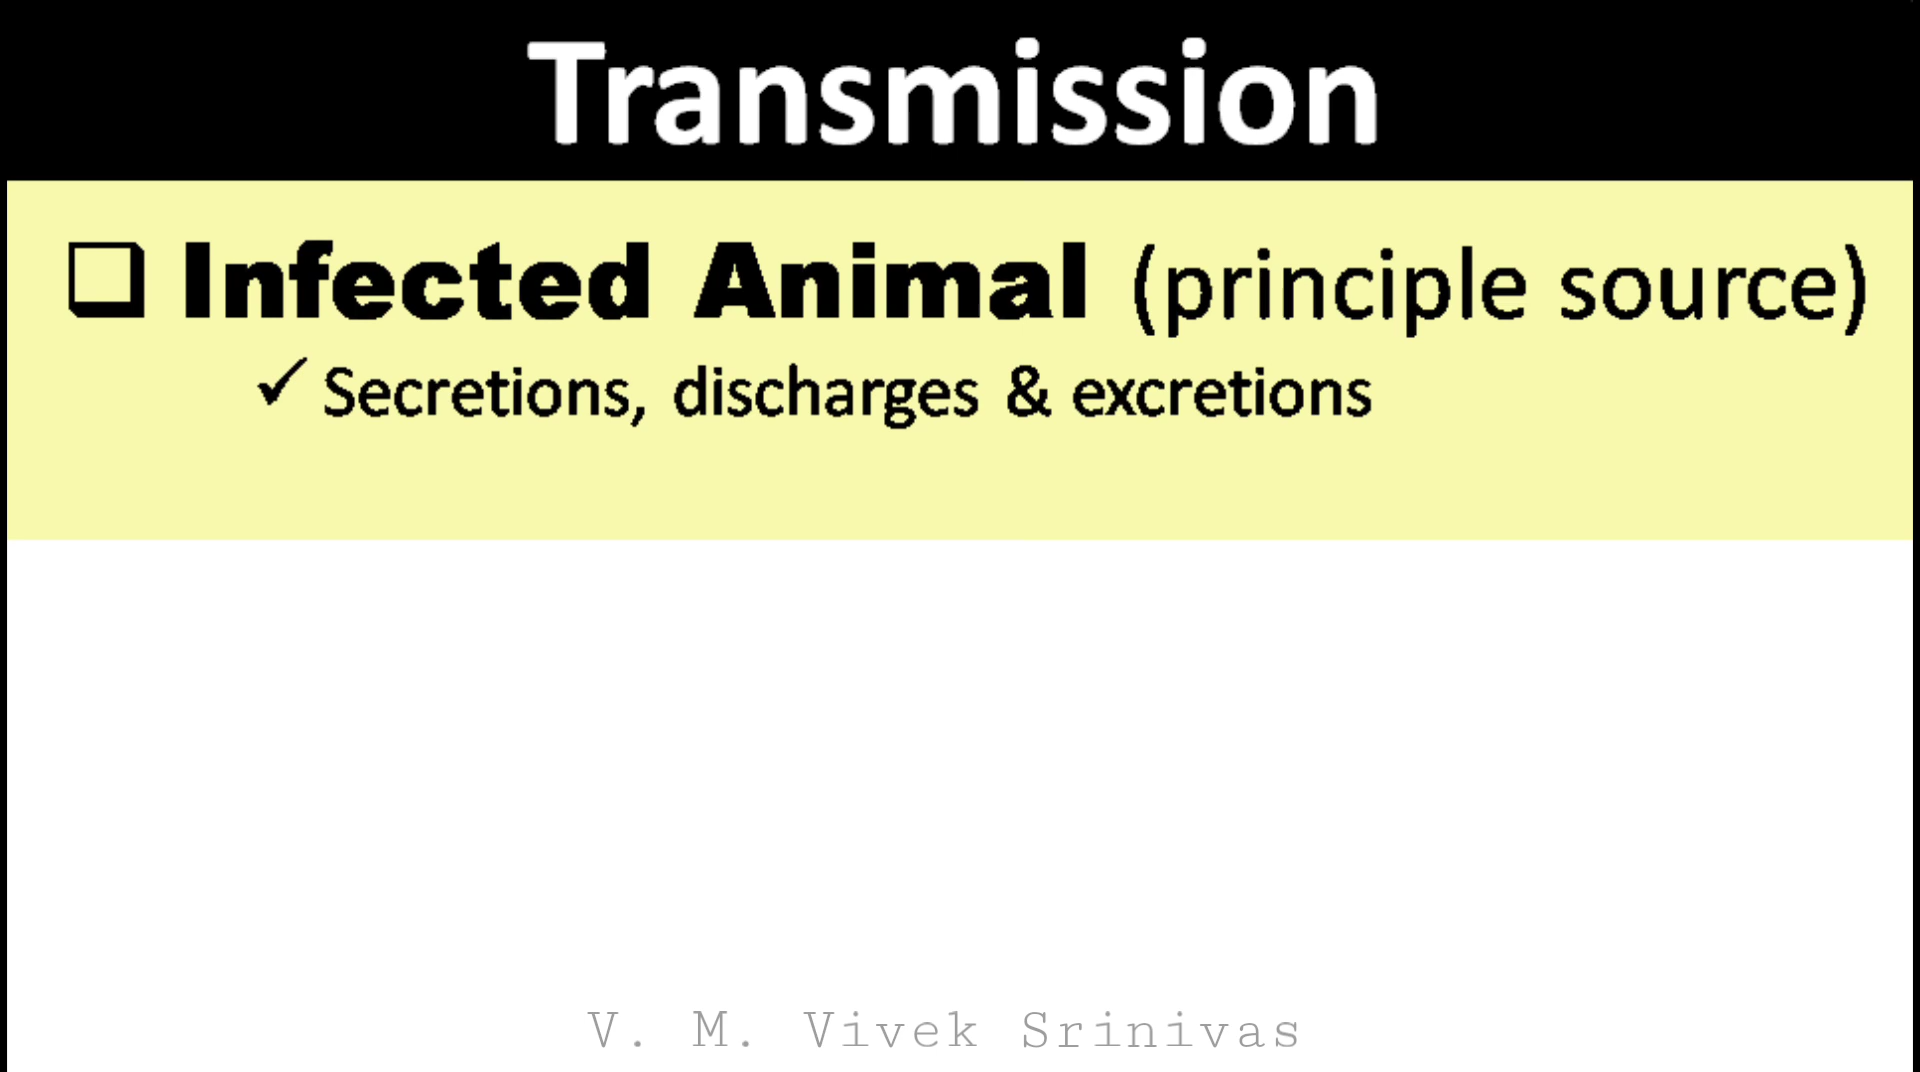 Transmission
❑ Infected Animal (principle source)
✓ Secretions, discharges & excretions
V. M. Vivek Srinivas